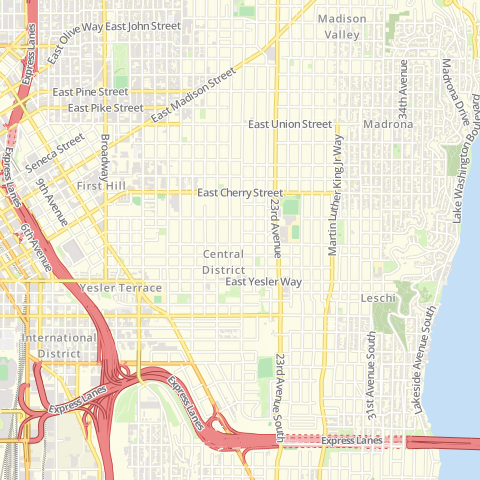 Madison
Valley
East Olive Way
East John Street
Express Lanes
East Pine Street
East Pike Street
East Madison Street
34th Avenue
Madrona Drive
East Union Street
Madrona
Lake Washington Boulevard
Seneca Street
Broadway
Martin Luther King Jr Way
Express Lanes
9th Avenue
First Hill
East Cherry Street
23rd Avenue
6th Avenue
Central
District
Yesler Terrace
East Yesler Way
Leschi
International
District
Lakeside Avenue South
31st Avenue South
23rd Avenue South
Express Lanes
Express Lanes
Express Lanes